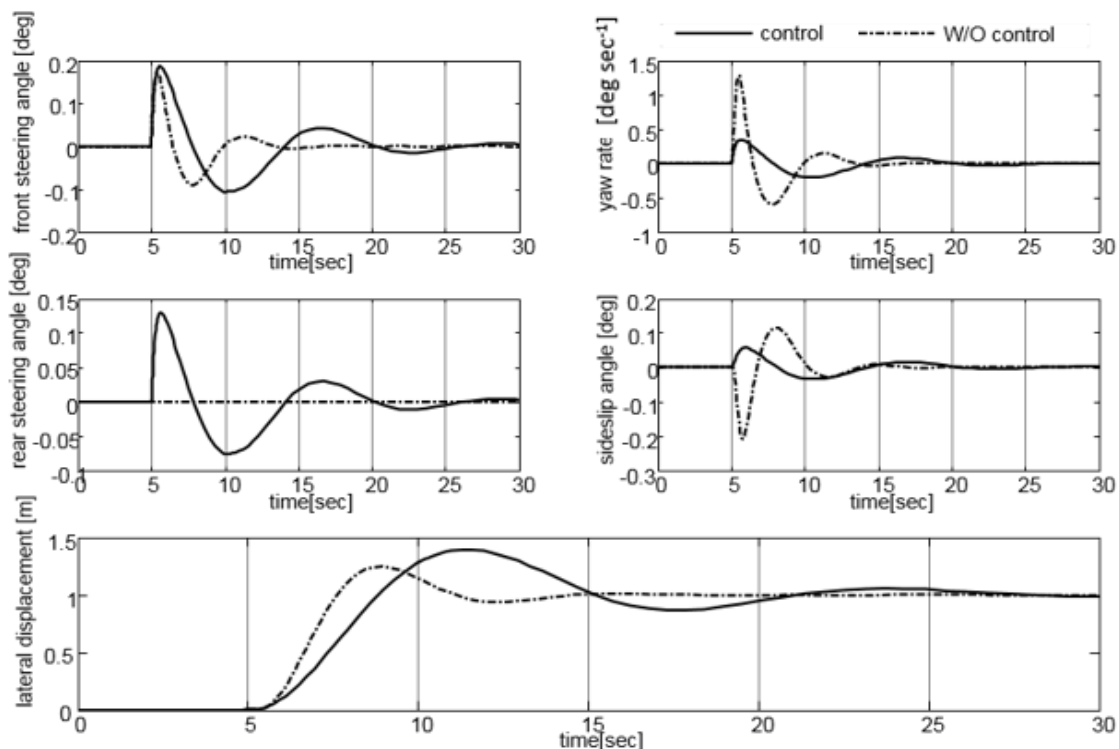 control W/O control
front steering angle [deg]
0.2
0.1
0
-0.1
-0.2
0 5 10 15 20 25 30
time[sec]
yaw rate [deg sec⁻¹]
1.5
1
0.5
0
-0.5
-1
0 5 10 15 20 25 30
time[sec]
rear steering angle [deg]
0.15
0.1
0.05
0
-0.05
-0.1
0 5 10 15 20 25 30
time[sec]
sideslip angle [deg]
0.2
0.1
0
-0.1
-0.2
-0.3
0 5 10 15 20 25 30
time[sec]
lateral displacement [m]
1.5
1
0.5
0
0 5 10 15 20 25 30
time[sec]